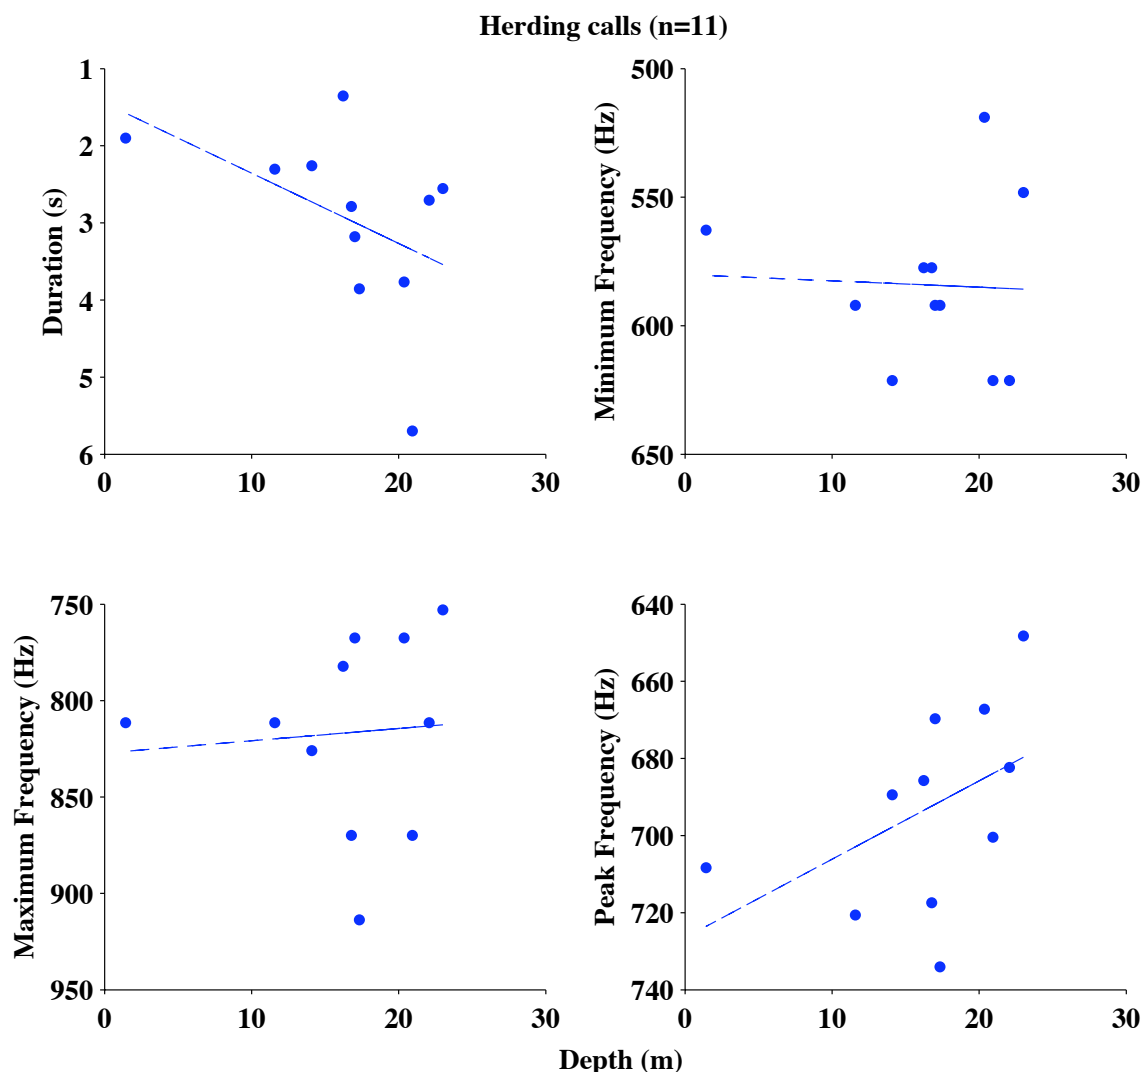 Herding calls (n=11)
1
2
3
4
5
6
Duration (s)
0 10 20 30
500
550
600
650
Minimum Frequency (Hz)
0 10 20 30
750
800
850
900
950
Maximum Frequency (Hz)
0 10 20 30
640
660
680
700
720
740
Peak Frequency (Hz)
0 10 20 30
Depth (m)